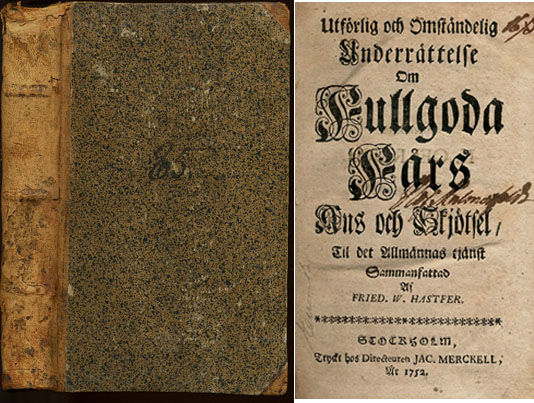 Utförlig och Omständelig
Underrättelse
Om
Fullgoda
Fårs
Ans och Skjötsel,
Til det Allmännas tjänst
Sammanfattad
Af
FRIED. W. HASTFER.
STOCKHOLM,
Tryckt hos Directeuren JAC. MERCKELL,
År 1752.